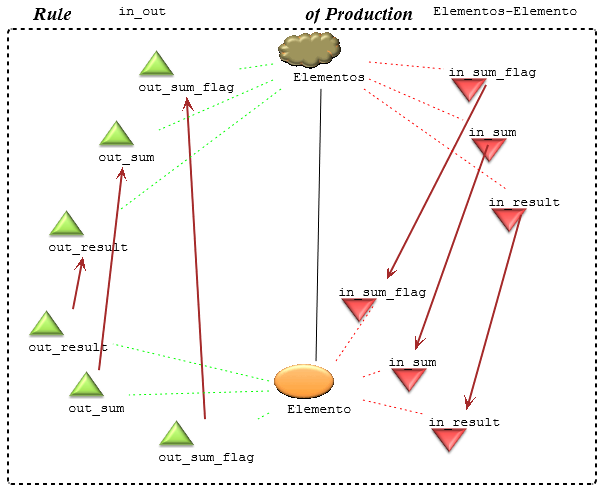 Rule in_out of Production Elementos-Elemento
Elementos
in_sum_flag
out_sum_flag
in_sum
out_sum
in_result
out_result
in_sum_flag
out_result
in_sum
out_sum
Elemento
in_result
out_sum_flag